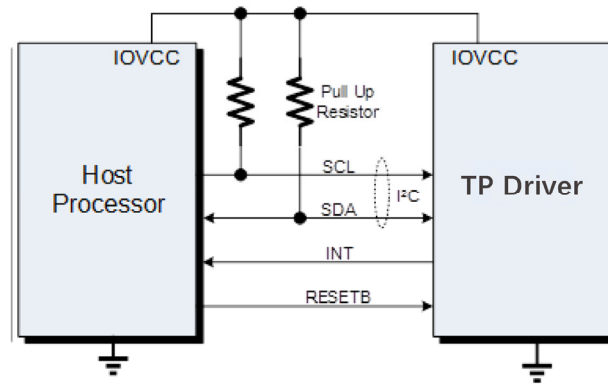 IOVCC
IOVCC
Pull Up
Resistor
Host
Processor
SCL
TP Driver
I²C
SDA
INT
RESETB